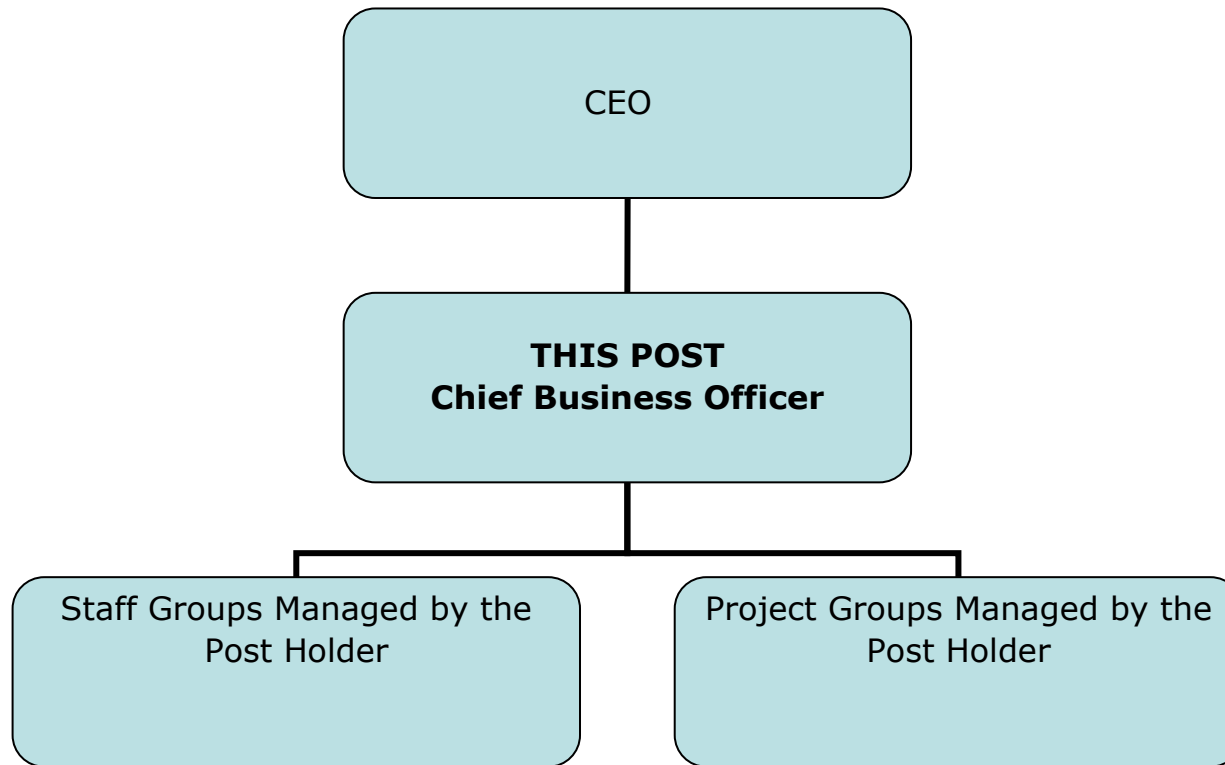 CEO
THIS POST
Chief Business Officer
Staff Groups Managed by the
Post Holder
Project Groups Managed by the
Post Holder